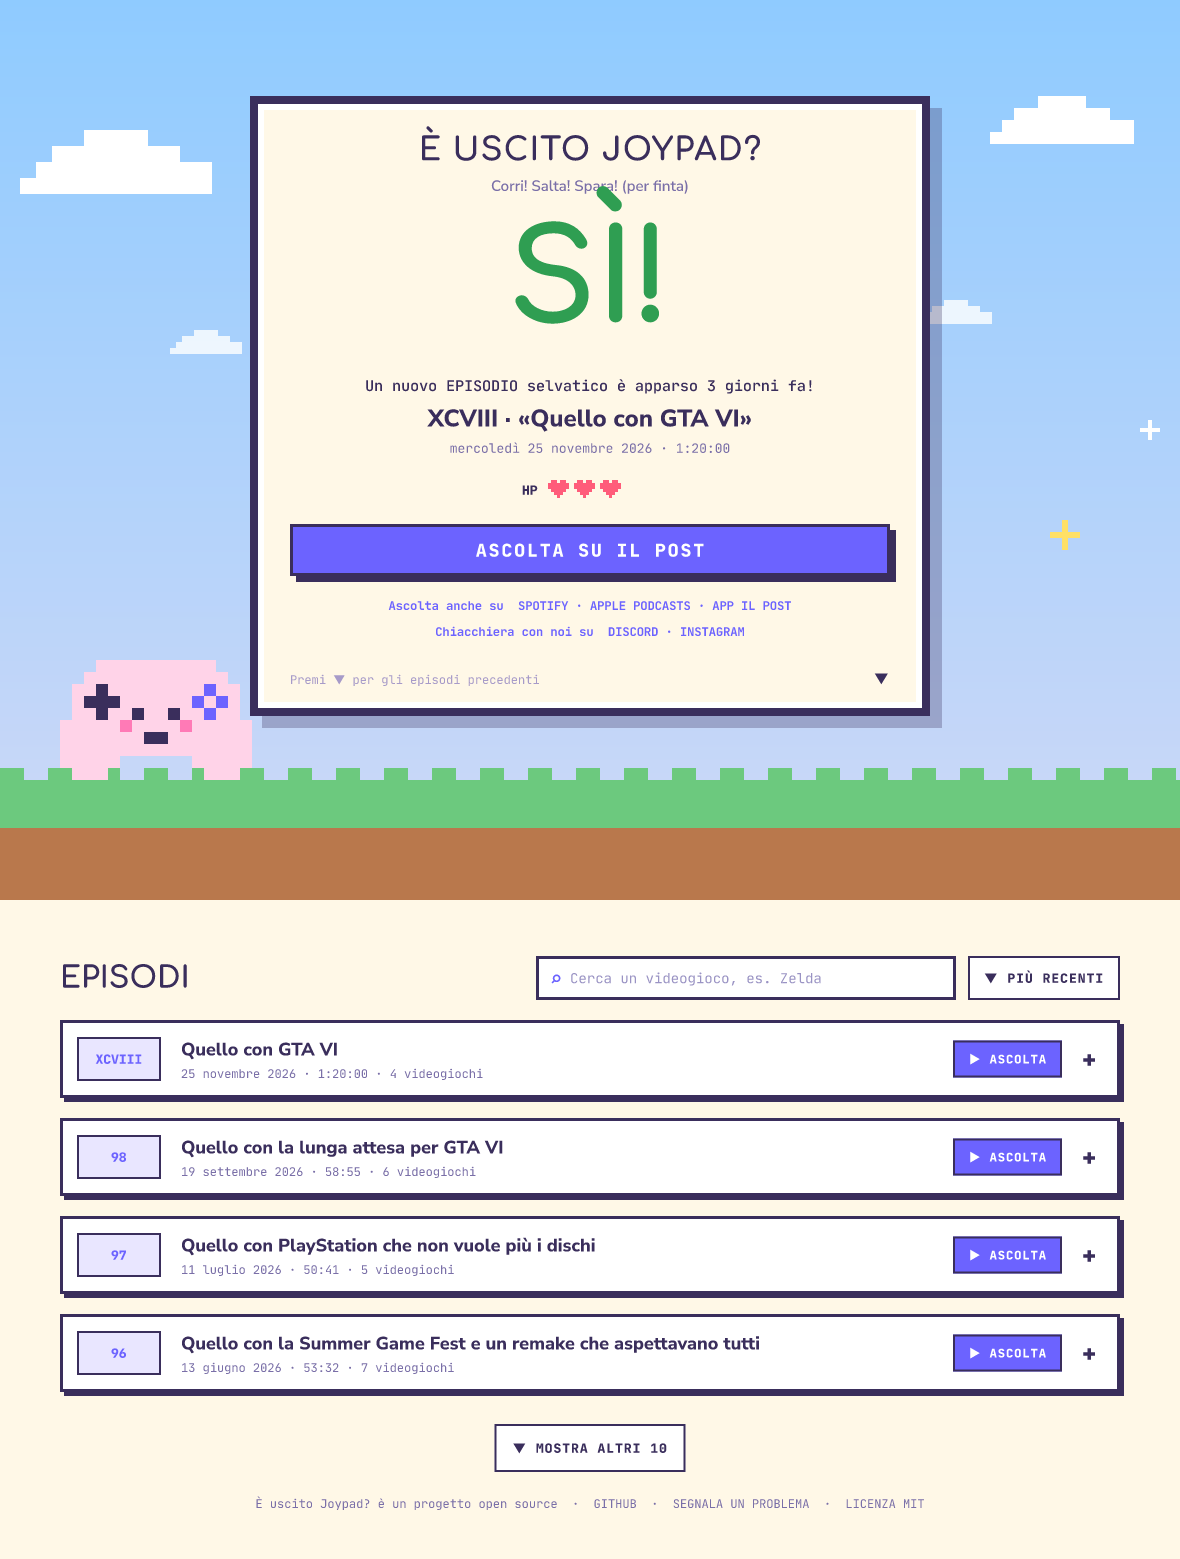 È USCITO JOYPAD?
Corri! Salta! Spara! (per finta)
SÌ!
Un nuovo EPISODIO selvatico è apparso 3 giorni fa!
XCVIII · «Quello con GTA VI»
mercoledì 25 novembre 2026 · 1:20:00
HP
ASCOLTA SU IL POST
Ascolta anche su SPOTIFY · APPLE PODCASTS · APP IL POST
Chiacchiera con noi su DISCORD · INSTAGRAM
Premi ▼ per gli episodi precedenti ▼
EPISODI
Cerca un videogioco, es. Zelda
▼ PIÙ RECENTI
XCVIII
Quello con GTA VI
25 novembre 2026 · 1:20:00 · 4 videogiochi
▶ ASCOLTA +
98
Quello con la lunga attesa per GTA VI
19 settembre 2026 · 58:55 · 6 videogiochi
▶ ASCOLTA +
97
Quello con PlayStation che non vuole più i dischi
11 luglio 2026 · 50:41 · 5 videogiochi
▶ ASCOLTA +
96
Quello con la Summer Game Fest e un remake che aspettavano tutti
13 giugno 2026 · 53:32 · 7 videogiochi
▶ ASCOLTA +
▼ MOSTRA ALTRI 10
È uscito Joypad? è un progetto open source · GITHUB · SEGNALA UN PROBLEMA · LICENZA MIT